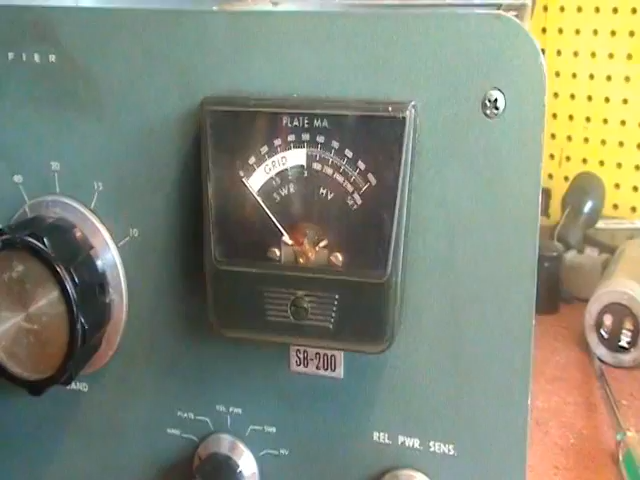 FIER
PLATE MA.
GRID
SWR
HV
SET
40
20
15
10
SB-200
BAND
PLATE
REL PWR
SWR
GRID
HV
REL. PWR. SENS.